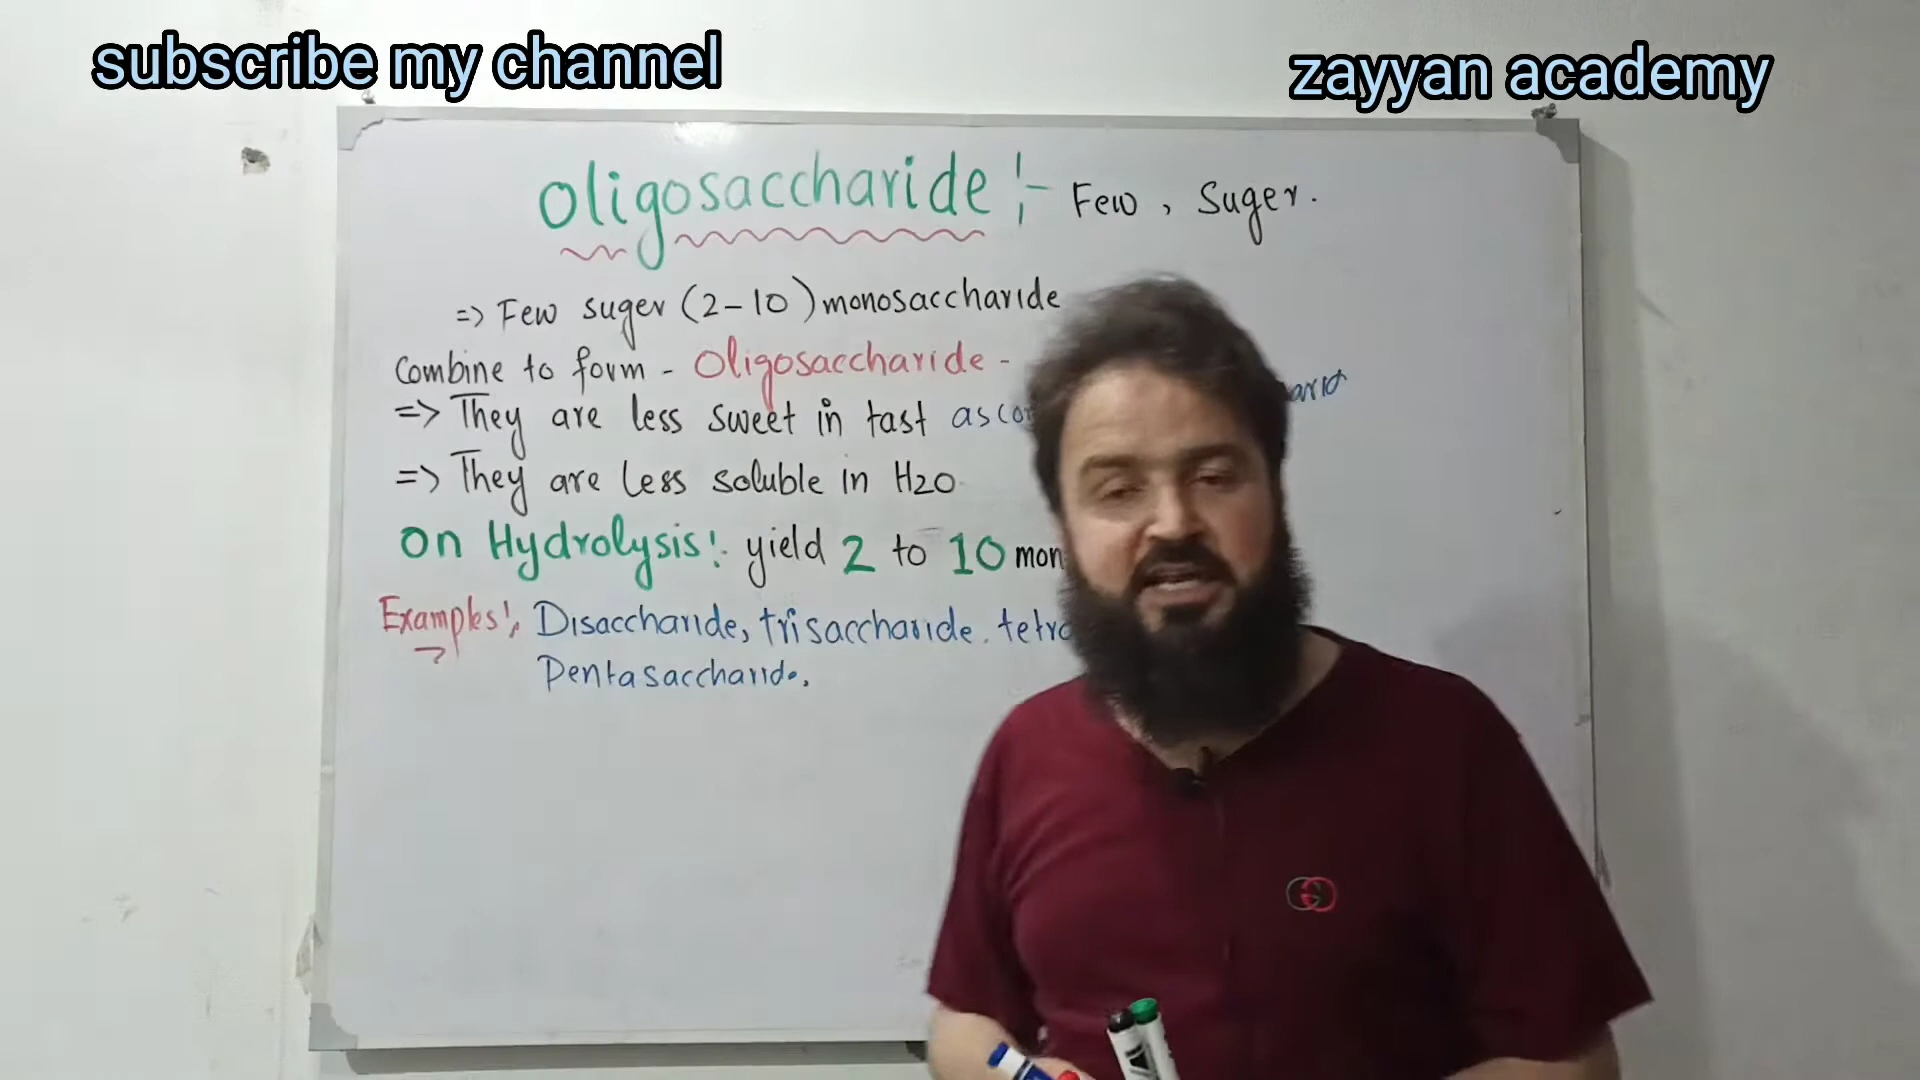 subscribe my channel
zayyan academy
Oligosaccharide :- Few, Suger.
=> Few suger (2-10) monosaccharide
Combine to form - Oligosaccharide -
=> They are less sweet in tast as
=> They are less soluble in H2O
On Hydrolysis:- yield 2 to 10
Examples:- Disaccharide, trisaccharide.
Pentasaccharide.